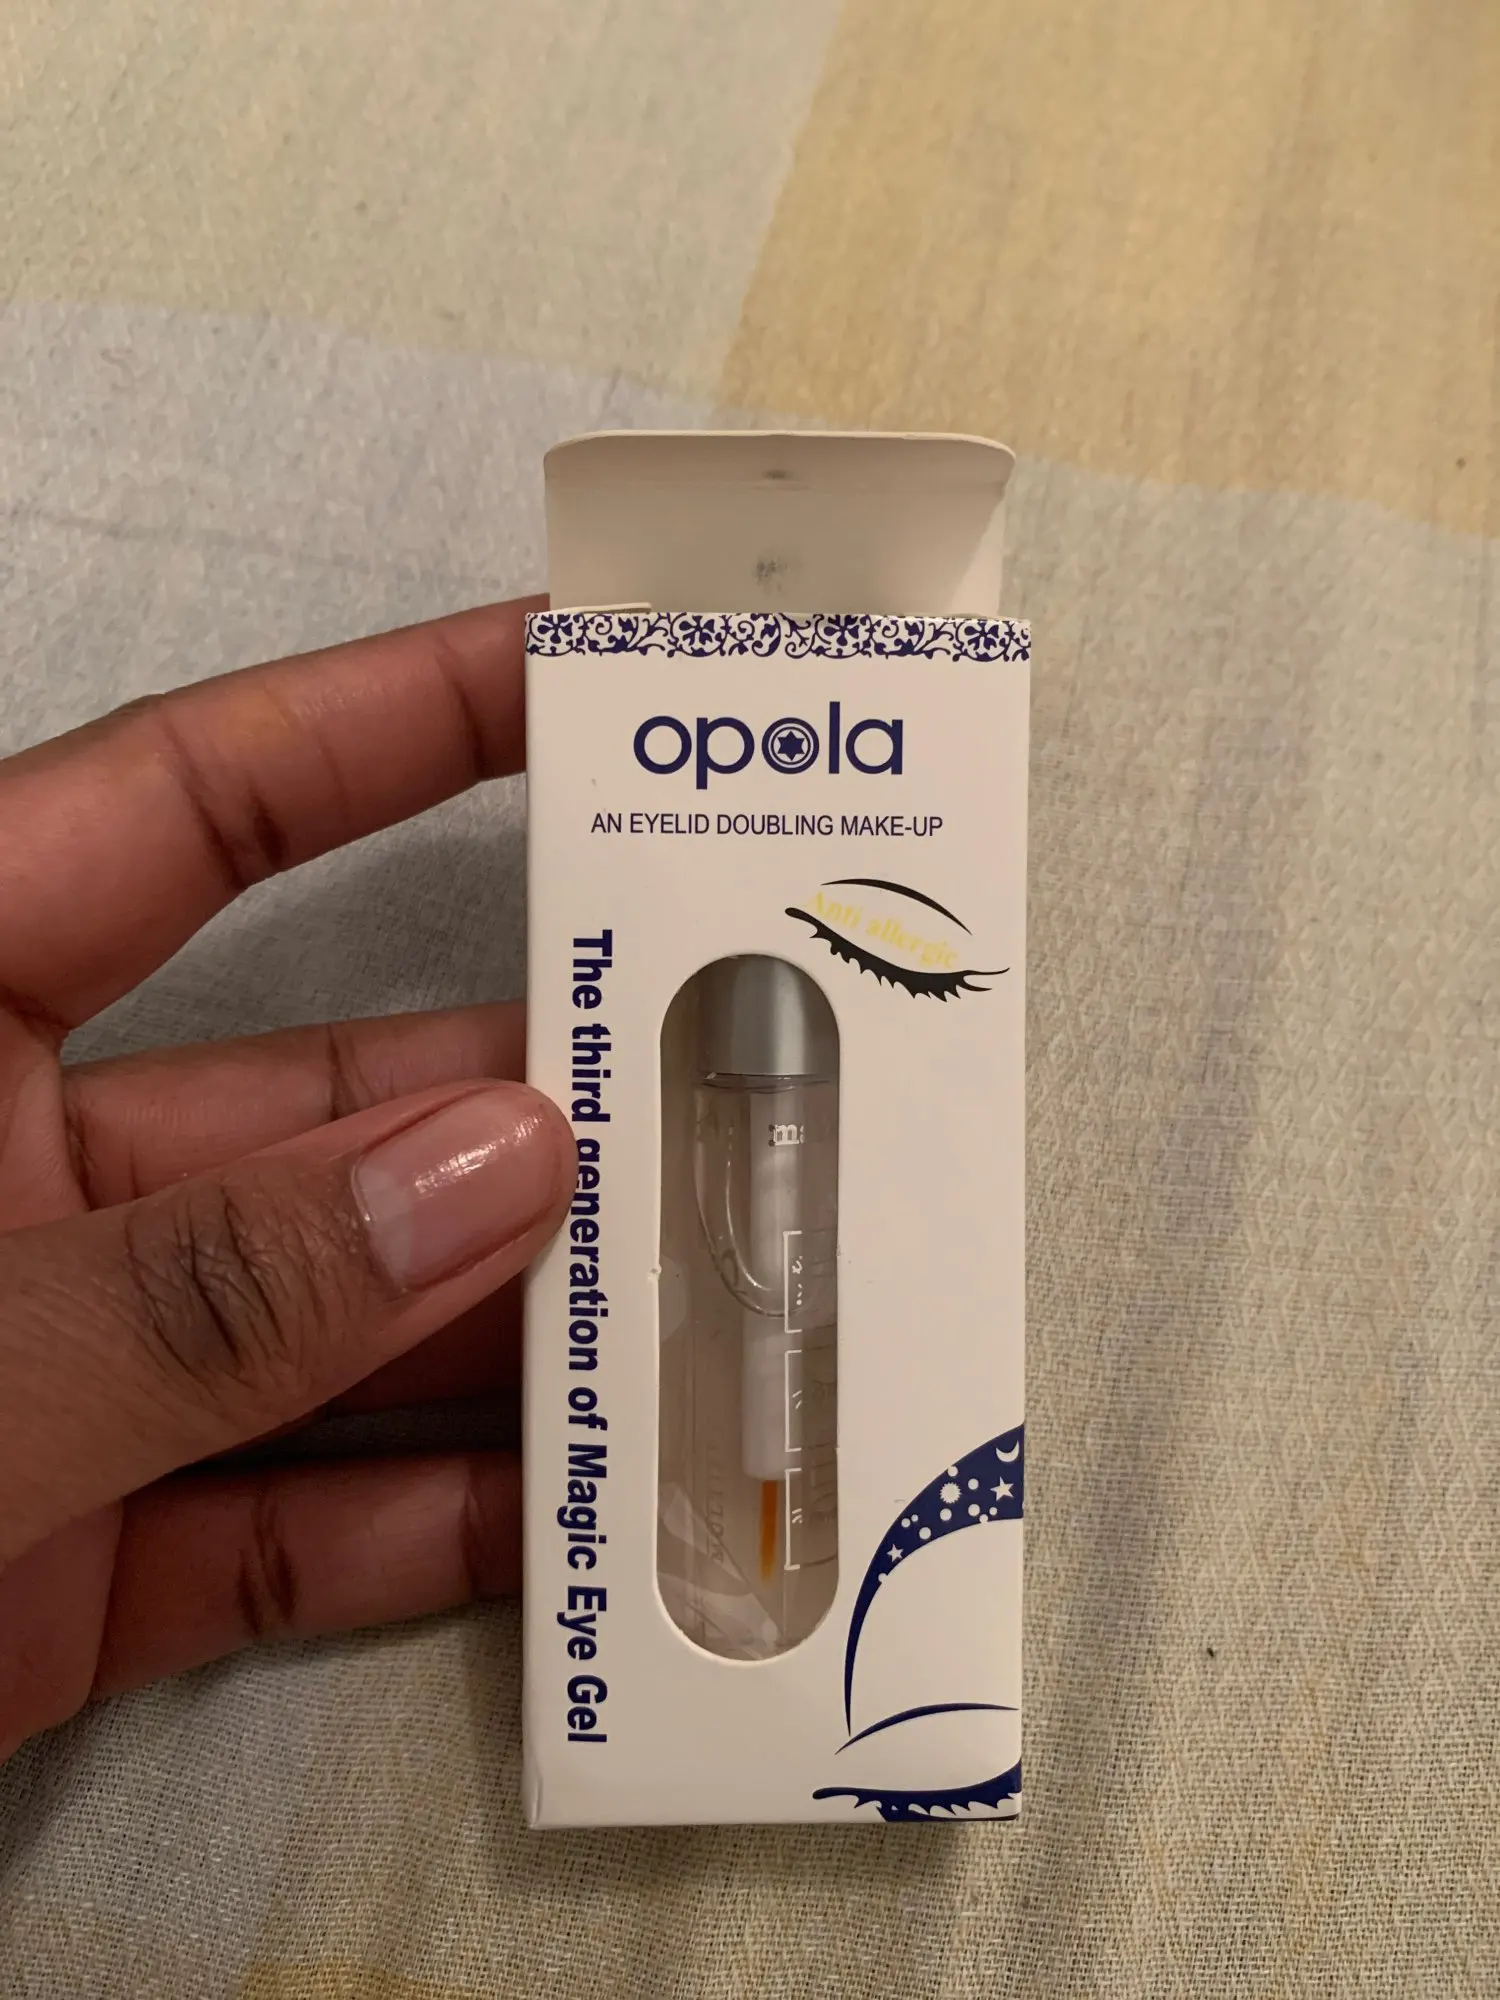 opola
AN EYELID DOUBLING MAKE-UP
Anti allergic
The third generation of Magic Eye Gel